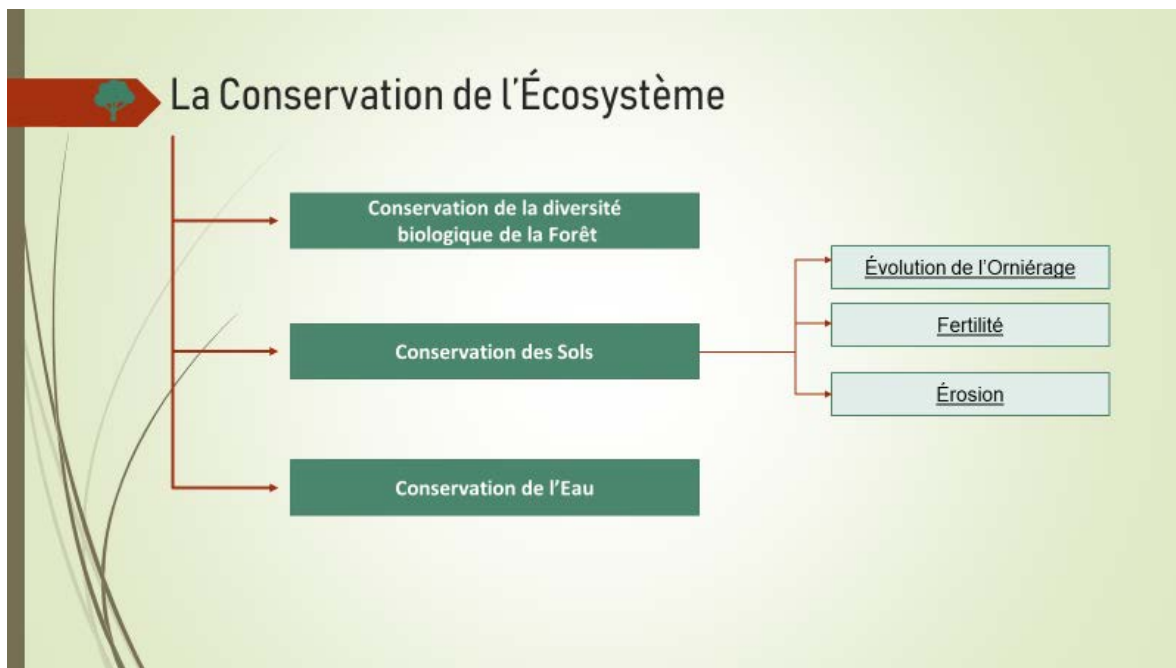 La Conservation de l'Écosystème
Conservation de la diversité
biologique de la Forêt
Conservation des Sols
Évolution de l'Orniérage
Fertilité
Érosion
Conservation de l'Eau